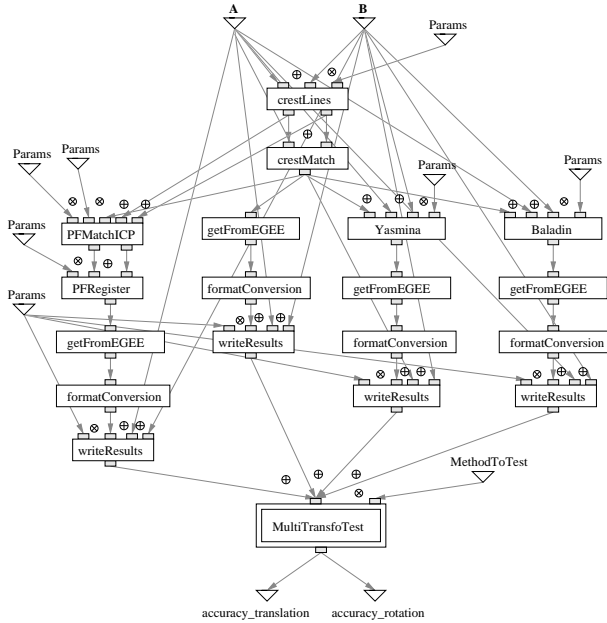 A
B
Params
crestLines
crestMatch
Params
Params
Params
Params
PFMatchICP
getFromEGEE
Yasmina
Baladin
Params
PFRegister
formatConversion
getFromEGEE
getFromEGEE
Params
getFromEGEE
writeResults
formatConversion
formatConversion
formatConversion
writeResults
writeResults
writeResults
MethodToTest
MultiTransfoTest
accuracy_translation
accuracy_rotation